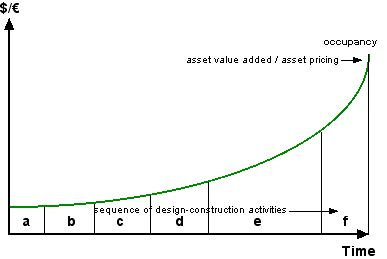 $/€
occupancy
asset value added / asset pricing
sequence of design-construction activities
a b c d e f
Time